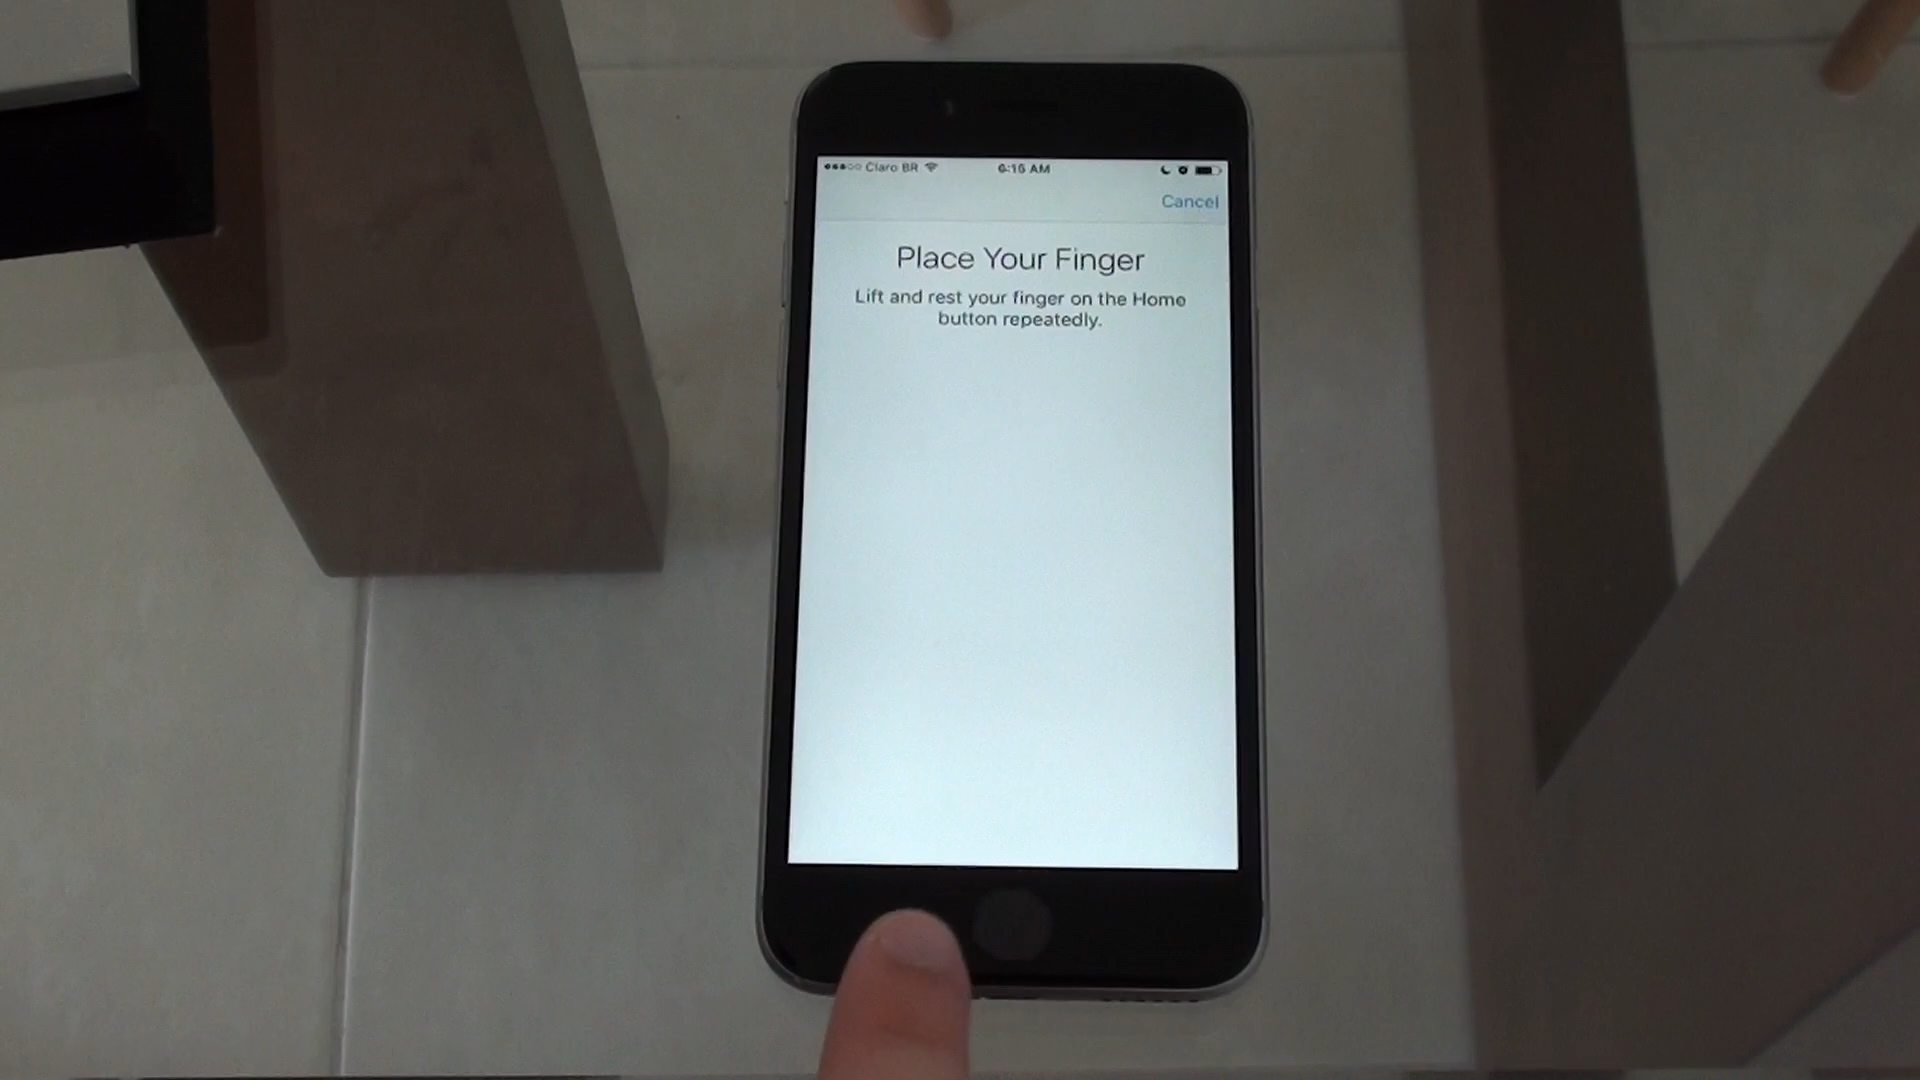 Claro BR 6:15 AM
Cancel
Place Your Finger
Lift and rest your finger on the Home
button repeatedly.